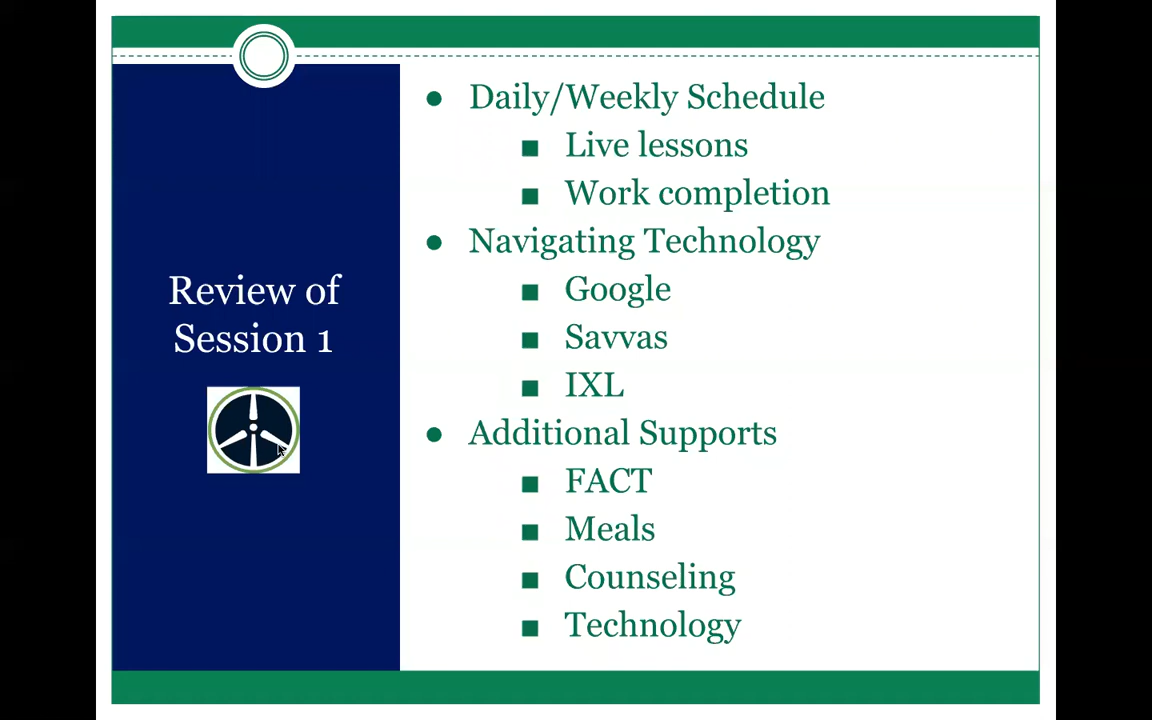 Review of
Session 1
● Daily/Weekly Schedule
■ Live lessons
■ Work completion
● Navigating Technology
■ Google
■ Savvas
■ IXL
● Additional Supports
■ FACT
■ Meals
■ Counseling
■ Technology